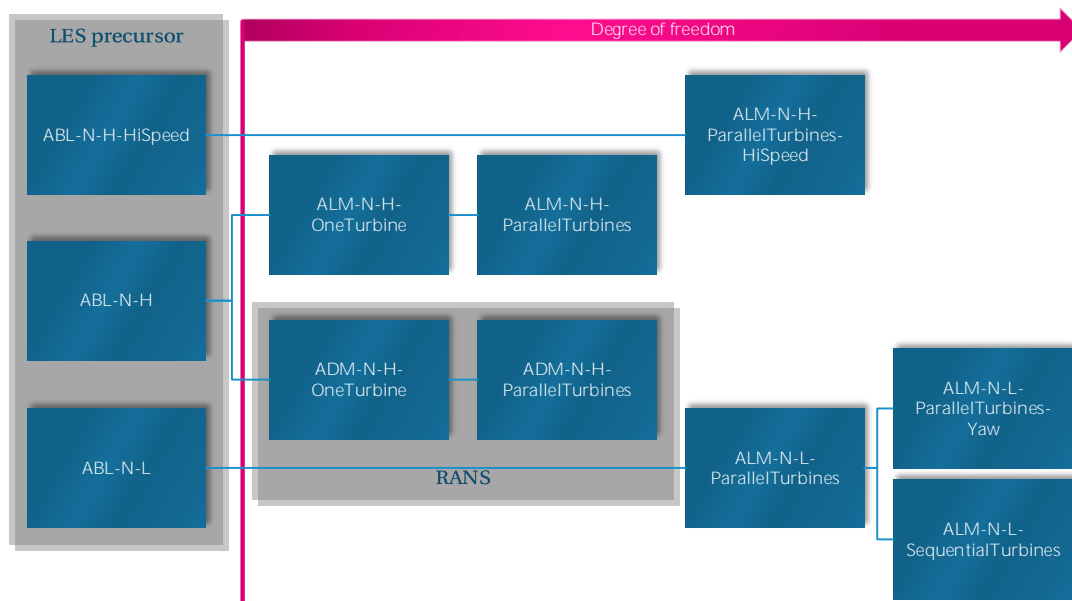 LES precursor
Degree of freedom
ABL-N-H-HiSpeed
ALM-N-H-
ParallelTurbines-
HiSpeed
ALM-N-H-
OneTurbine
ALM-N-H-
ParallelTurbines
ABL-N-H
ADM-N-H-
OneTurbine
ADM-N-H-
ParallelTurbines
ALM-N-L-
ParallelTurbines-
Yaw
ABL-N-L
RANS
ALM-N-L-
ParallelTurbines
ALM-N-L-
SequentialTurbines